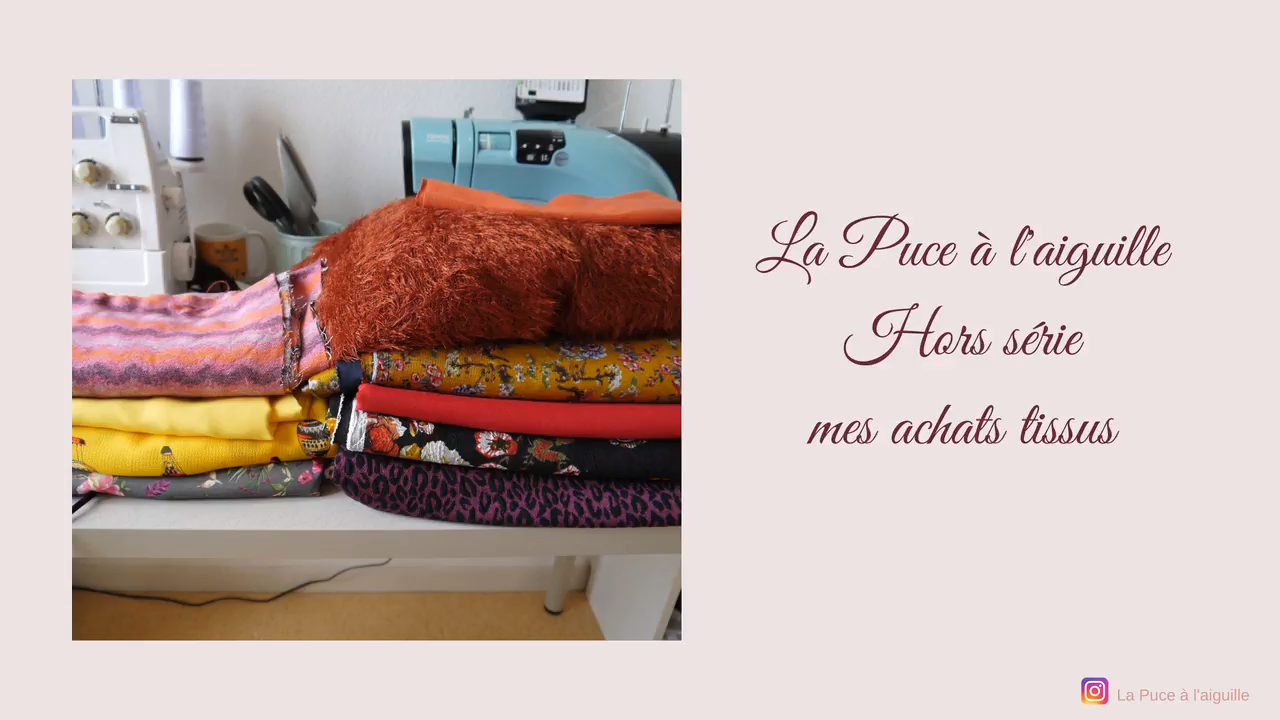 La Puce à l'aiguille
Hors série
mes achats tissus
La Puce à l'aiguille